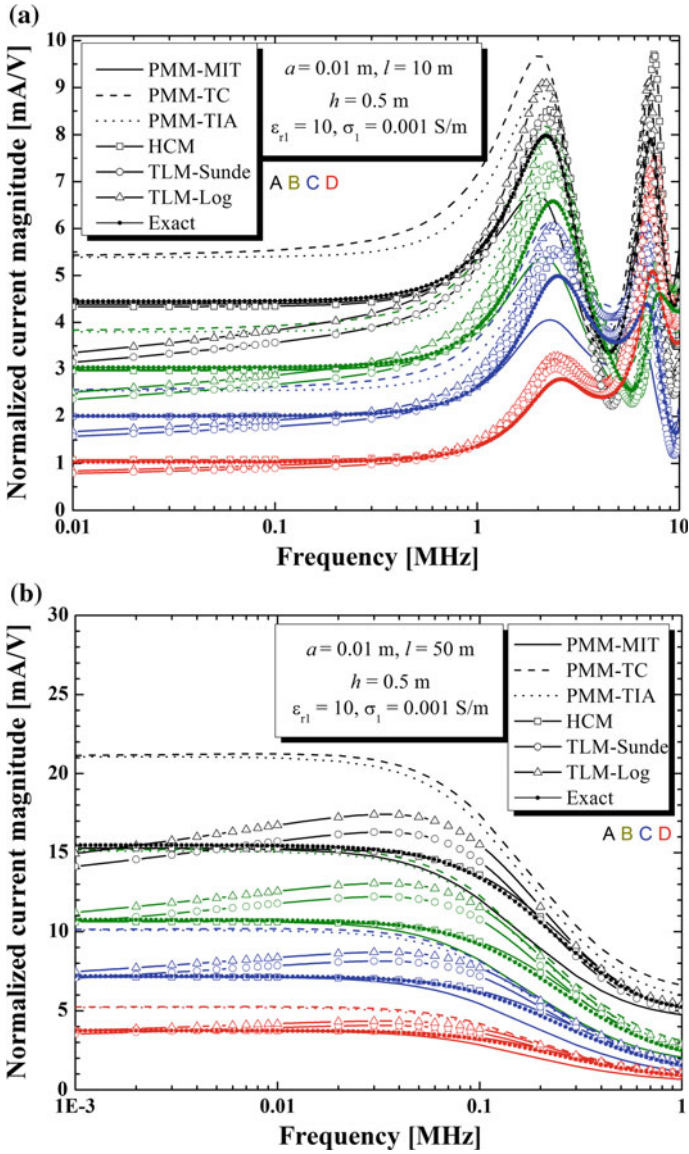 (a)
Normalized current magnitude [mA/V]
10
9
8
7
6
5
4
3
2
1
0
PMM-MIT
PMM-TC
PMM-TIA
HCM
TLM-Sunde
TLM-Log
Exact
a = 0.01 m, l = 10 m
h = 0.5 m
εr1 = 10, σ1 = 0.001 S/m
A B C D
0.01
0.1
1
10
Frequency [MHz]
(b)
Normalized current magnitude [mA/V]
30
25
20
15
10
5
0
a = 0.01 m, l = 50 m
h = 0.5 m
εr1 = 10, σ1 = 0.001 S/m
PMM-MIT
PMM-TC
PMM-TIA
HCM
TLM-Sunde
TLM-Log
Exact
A B C D
1E-3
0.01
0.1
1
Frequency [MHz]